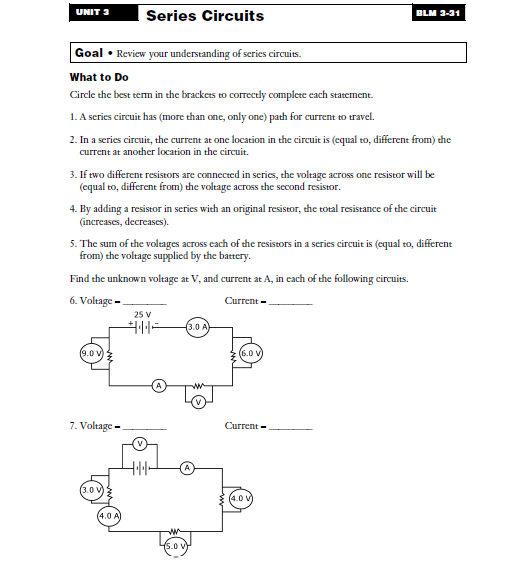 UNIT 3
Series Circuits
BLM 3-31
Goal • Review your understanding of series circuits.
What to Do
Circle the best term in the brackets to correctly complete each statement.
1. A series circuit has (more than one, only one) path for current to travel.
2. In a series circuit, the current at one location in the circuit is (equal to, different from) the
current at another location in the circuit.
3. If two different resistors are connected in series, the voltage across one resistor will be
(equal to, different from) the voltage across the second resistor.
4. By adding a resistor in series with an original resistor, the total resistance of the circuit
(increases, decreases).
5. The sum of the voltages across each of the resistors in a series circuit is (equal to, different
from) the voltage supplied by the battery.
Find the unknown voltage at V, and current at A, in each of the following circuits.
6. Voltage = ________ Current = ________
25 V
+ -
3.0 A
9.0 V
6.0 V
A
V
7. Voltage = ________ Current = ________
V
A
3.0 V
4.0 V
4.0 A
5.0 V